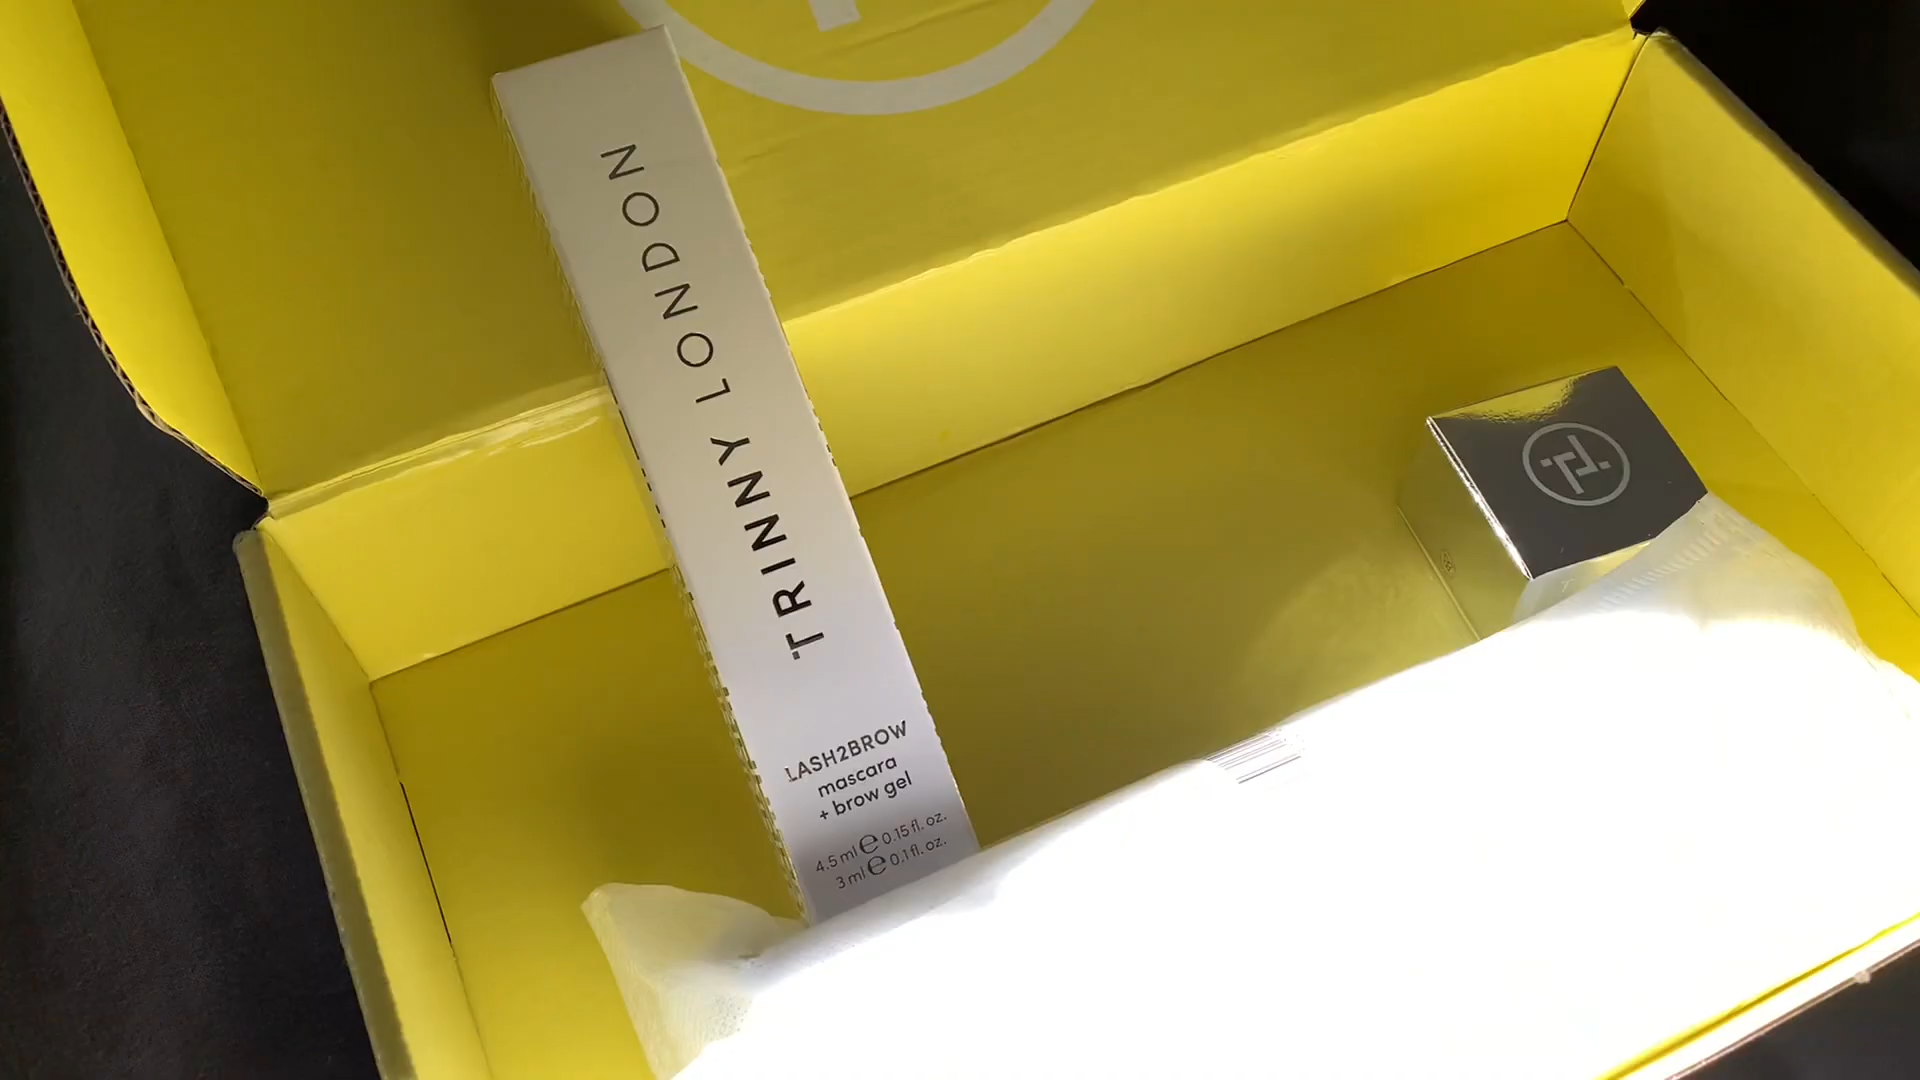 TRINNY LONDON
LASH2BROW
mascara
+ brow gel
4.5 ml ℮ 0.15 fl. oz.
3 ml ℮ 0.1 fl. oz.